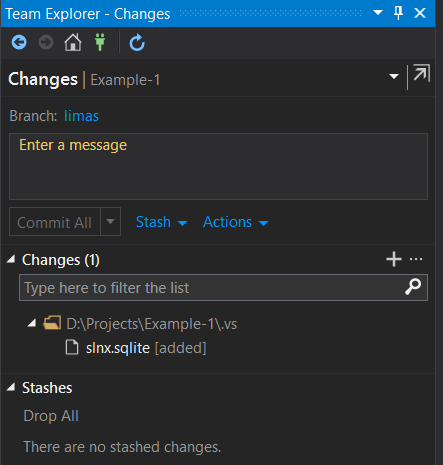 Team Explorer - Changes
Changes | Example-1
Branch: limas
Enter a message
Commit All Stash Actions
Changes (1)
Type here to filter the list
D:\Projects\Example-1\.vs
slnx.sqlite [added]
Stashes
Drop All
There are no stashed changes.